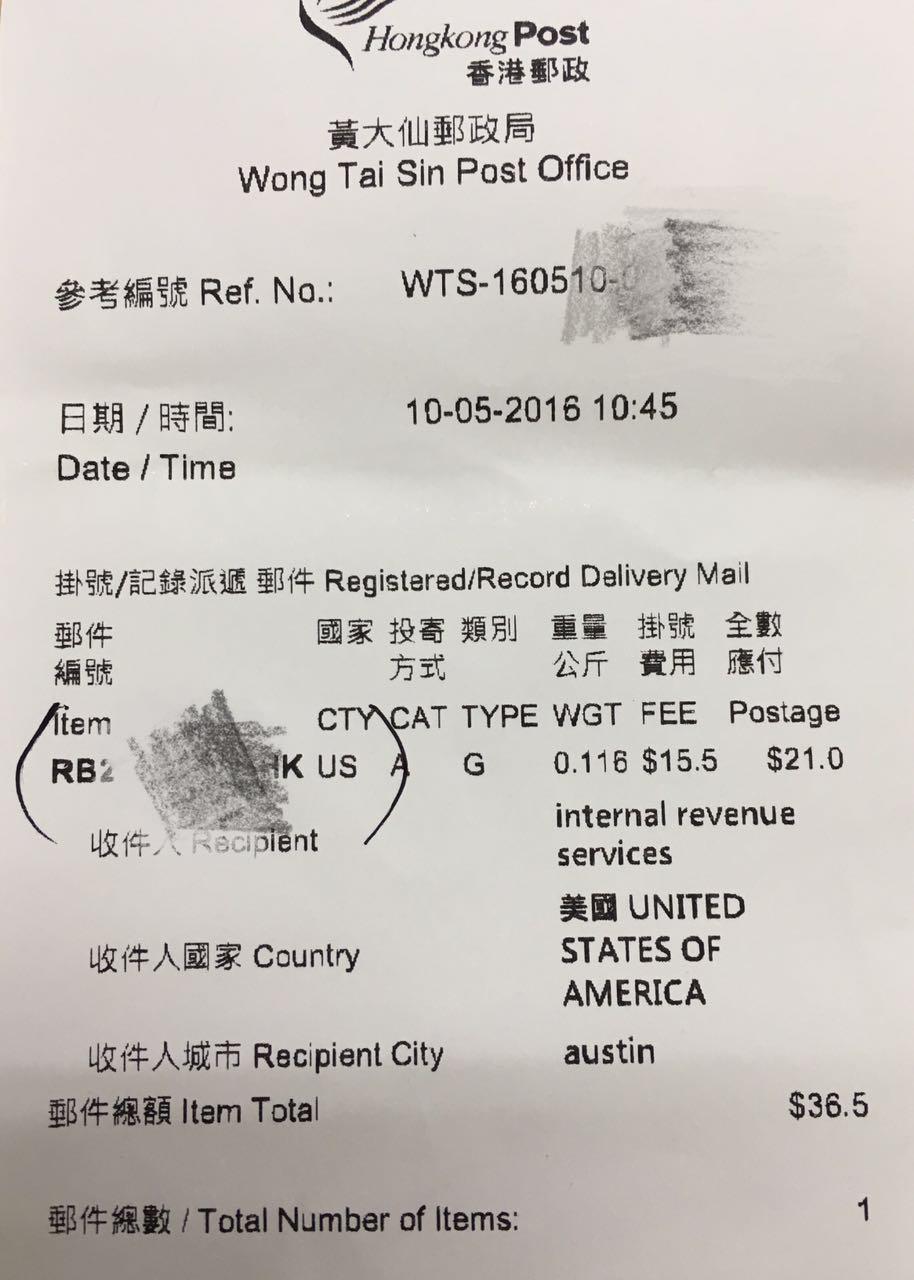 Hongkong Post
香港郵政
黃大仙郵政局
Wong Tai Sin Post Office
參考編號 Ref. No.: WTS-160510-
日期 / 時間: 10-05-2016 10:45
Date / Time
掛號/記錄派遞 郵件 Registered/Record Delivery Mail
郵件 國家 投寄 類別 重量 掛號 全數
編號 方式 公斤 費用 應付
Item CTY CAT TYPE WGT FEE Postage
RB2 HK US A G 0.116 $15.5 $21.0
收件人 Recipient internal revenue
services
收件人國家 Country 美國 UNITED
STATES OF
AMERICA
收件人城市 Recipient City austin
郵件總額 Item Total $36.5
郵件總數 / Total Number of Items: 1